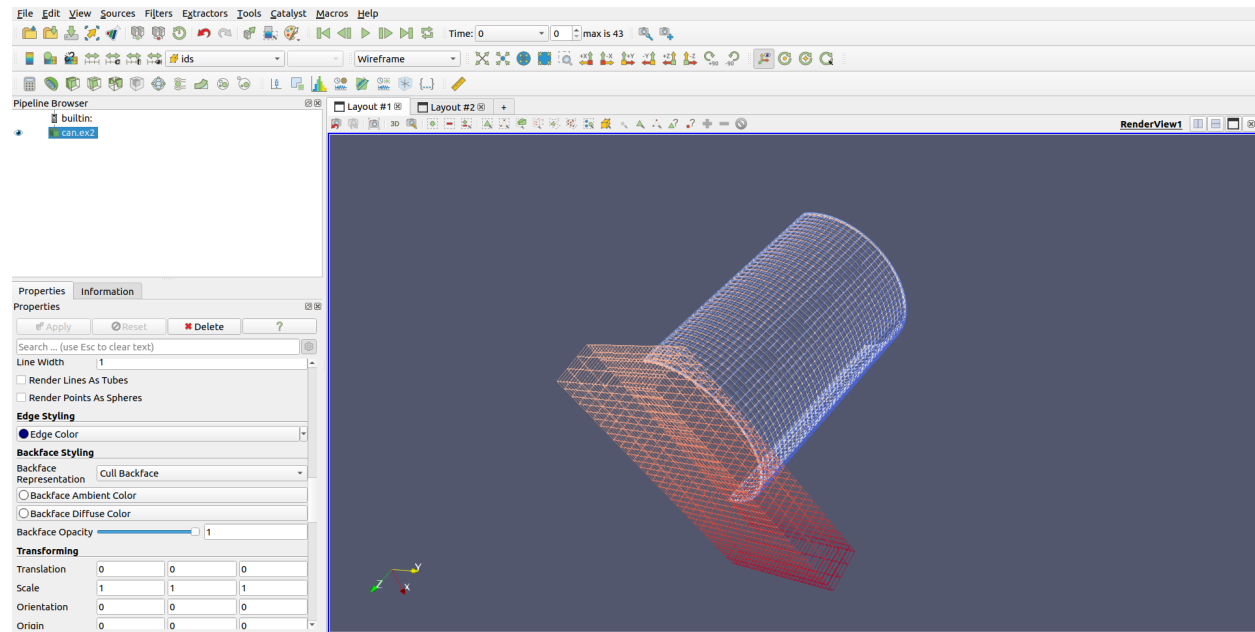 File Edit View Sources Filters Extractors Tools Catalyst Macros Help
Time: 0 0 max is 43
ids Wireframe +X -X +Y -Y +Z -Z +90 -90
Pipeline Browser
builtin:
can.ex2
Layout #1 Layout #2 +
3D RenderView1
Properties Information
Properties
Apply Reset Delete ?
Search ... (use Esc to clear text)
Line Width 1
Render Lines As Tubes
Render Points As Spheres
Edge Styling
Edge Color
Backface Styling
Backface
Representation Cull Backface
Backface Ambient Color
Backface Diffuse Color
Backface Opacity 1
Transforming
Translation 0 0 0
Scale 1 1 1
Orientation 0 0 0
Origin 0 0 0
Y
Z X